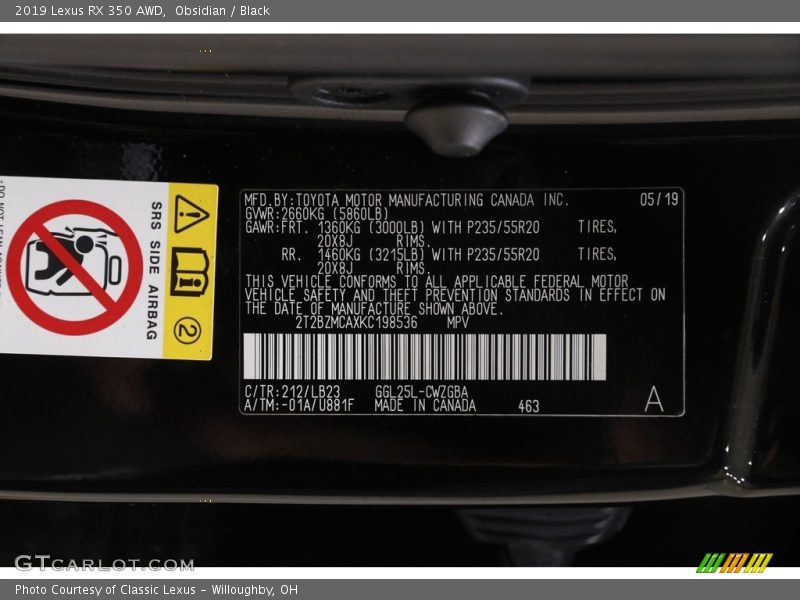 2019 Lexus RX 350 AWD,  Obsidian / Black
MFD.BY:TOYOTA MOTOR MANUFACTURING CANADA INC. 05/19
GVWR:2660KG (5860LB)
GAWR:FRT. 1360KG (3000LB) WITH P235/55R20 TIRES,
20X8J RIMS.
RR. 1460KG (3215LB) WITH P235/55R20 TIRES,
20X8J RIMS.
THIS VEHICLE CONFORMS TO ALL APPLICABLE FEDERAL MOTOR
VEHICLE SAFETY AND THEFT PREVENTION STANDARDS IN EFFECT ON
THE DATE OF MANUFACTURE SHOWN ABOVE.
2T2BZMCAXKC198536 MPV
C/TR:212/LB23 GGL25L-CWZGBA
A/TM:-01A/U881F MADE IN CANADA 463 A
SRS SIDE AIRBAG
2
GTCARLOT.COM
Photo Courtesy of Classic Lexus - Willoughby, OH